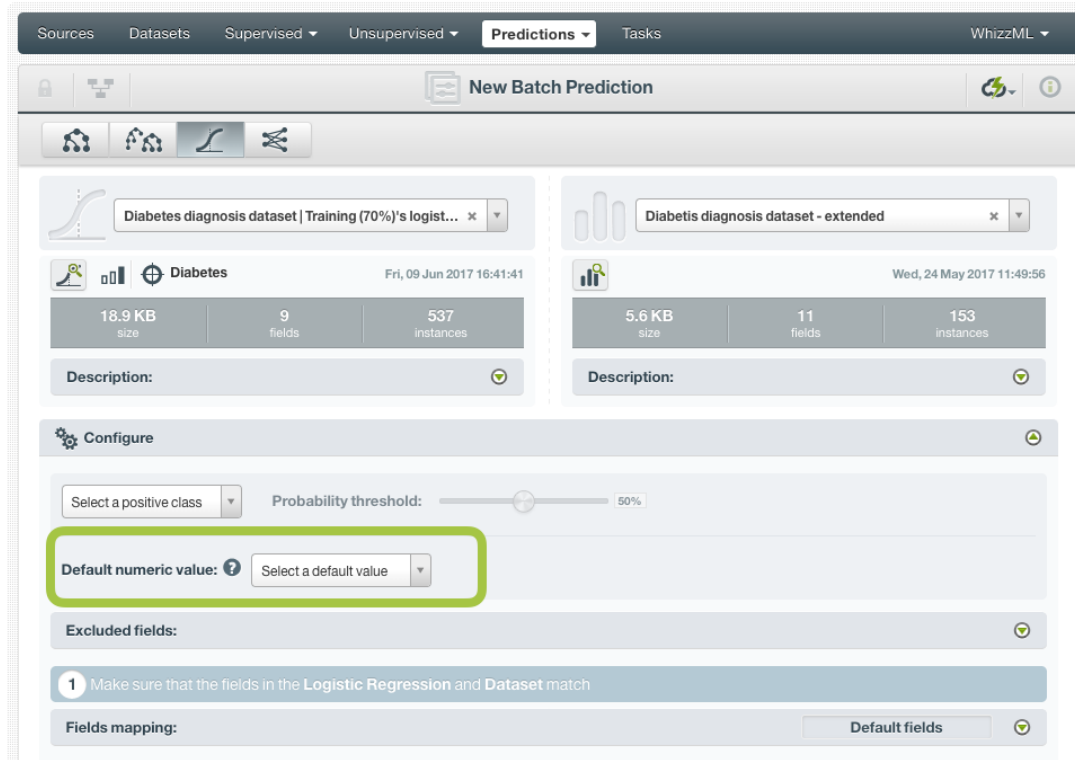 Sources Datasets Supervised Unsupervised Predictions Tasks WhizzML
New Batch Prediction
Diabetes diagnosis dataset | Training (70%)'s logist... ×
Diabetis diagnosis dataset - extended ×
Diabetes Fri, 09 Jun 2017 16:41:41
Wed, 24 May 2017 11:49:56
18.9 KB 9 537
size fields instances
5.6 KB 11 153
size fields instances
Description:
Description:
Configure
Select a positive class Probability threshold: 50%
Default numeric value: ? Select a default value
Excluded fields:
1 Make sure that the fields in the Logistic Regression and Dataset match
Fields mapping: Default fields